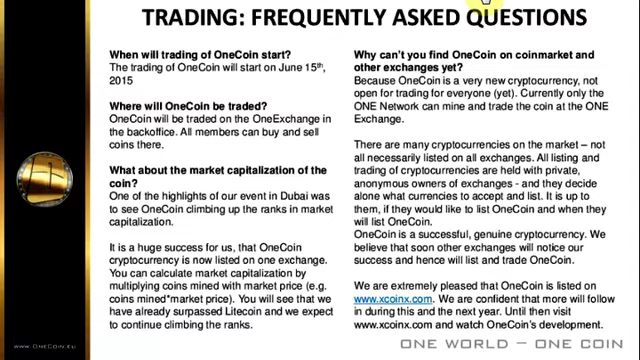 TRADING: FREQUENTLY ASKED QUESTIONS
When will trading of OneCoin start?
The trading of OneCoin will start on June 15th,
2015
Where will OneCoin be traded?
OneCoin will be traded on the OneExchange in
the backoffice. All members can buy and sell
coins there.
What about the market capitalization of the
coin?
One of the highlights of our event in Dubai was
to see OneCoin climbing up the ranks in market
capitalization.
It is a huge success for us, that OneCoin
cryptocurrency is now listed on one exchange.
You can calculate market capitalization by
multiplying coins mined with market price (e.g.
coins mined*market price). You will see that we
have already surpassed Litecoin and we expect
to continue climbing the ranks.
Why can't you find OneCoin on coinmarket and
other exchanges yet?
Because OneCoin is a very new cryptocurrency, not
open for trading for everyone (yet). Currently only the
ONE Network can mine and trade the coin at the ONE
Exchange.
There are many cryptocurrencies on the market – not
all necessarily listed on all exchanges. All listing and
trading of cryptocurrencies are held with private,
anonymous owners of exchanges - and they decide
alone what currencies to accept and list. It is up to
them, if they would like to list OneCoin and when they
will list OneCoin.
OneCoin is a successful, genuine cryptocurrency. We
believe that soon other exchanges will notice our
success and hence will list and trade OneCoin.
We are extremely pleased that OneCoin is listed on
www.xcoinx.com. We are confident that more will follow
in during this and the next year. Until then visit
www.xcoinx.com and watch OneCoin's development.
www.OneCoin.eu
ONE WORLD – ONE COIN